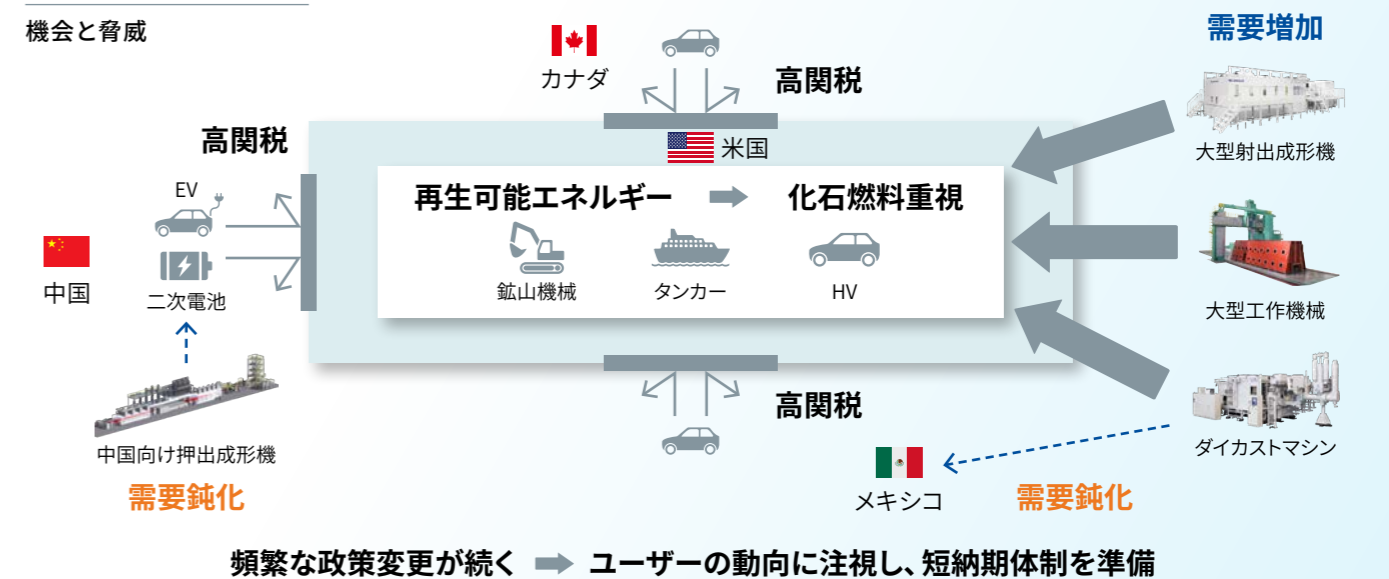 機会と脅威
カナダ
高関税
需要増加
大型射出成形機
高関税
米国
再生可能エネルギー
化石燃料重視
鉱山機械
タンカー
HV
EV
二次電池
中国
大型工作機械
中国向け押出成形機
需要鈍化
高関税
ダイカストマシン
メキシコ
需要鈍化
頻繁な政策変更が続く ➡ ユーザーの動向に注視し、短納期体制を準備